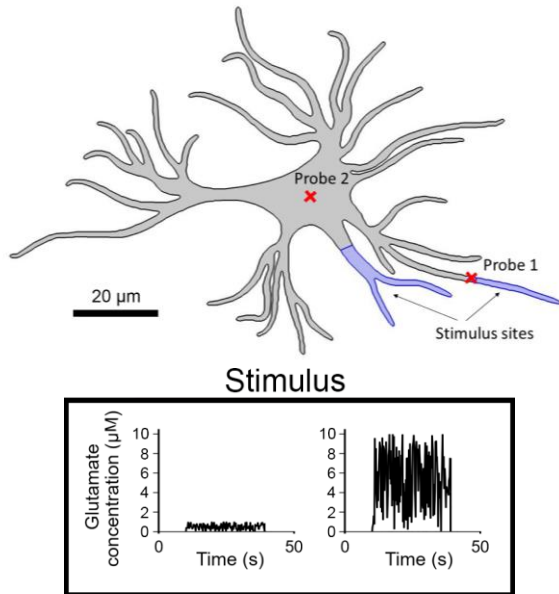 Probe 2
Probe 1
20 µm
Stimulus sites
Stimulus
Glutamate
concentration (µM)
10
8
6
4
2
0
0
50
Time (s)
10
8
6
4
2
0
0
50
Time (s)